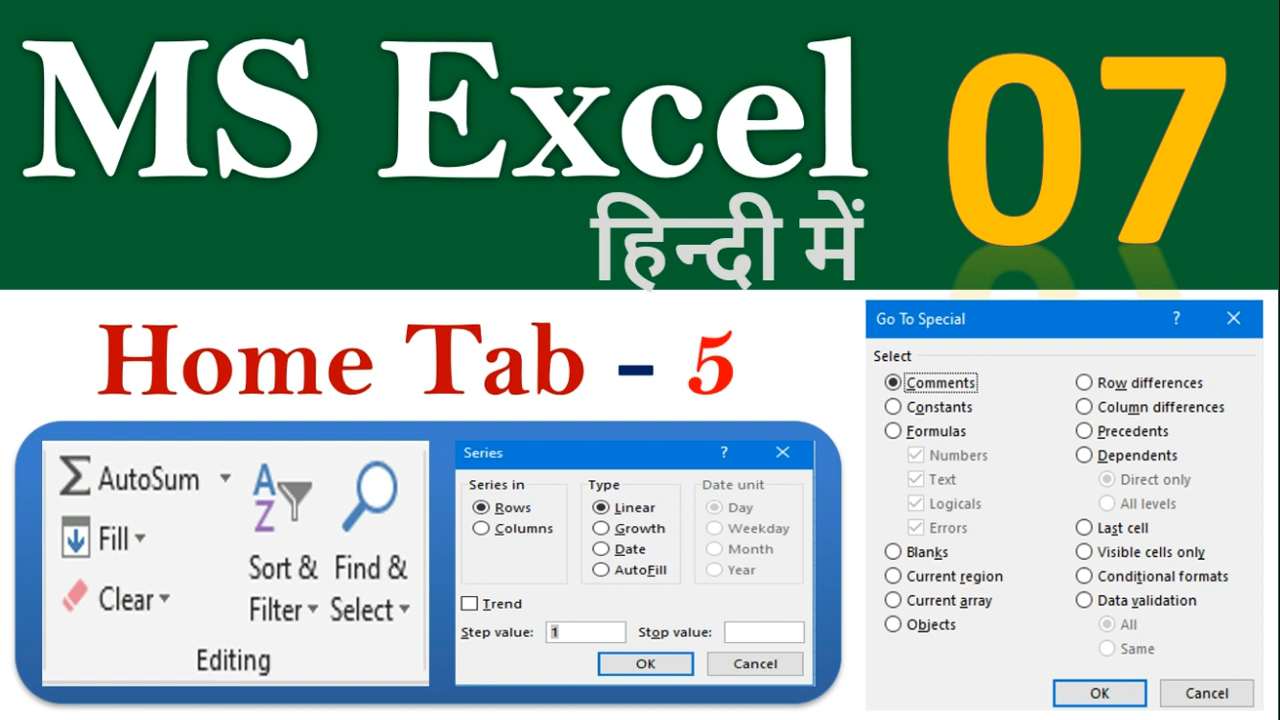 MS Excel 07
हिन्दी में
Home Tab - 5
AutoSum
Fill
Clear
A
Z
Sort &
Filter
Find &
Select
Editing
Series ?
Series in
Rows
Columns
Type
Linear
Growth
Date
AutoFill
Date unit
Day
Weekday
Month
Year
Trend
Step value: 1
Stop value:
OK Cancel
Go To Special ?
Select
Comments
Constants
Formulas
Numbers
Text
Logicals
Errors
Blanks
Current region
Current array
Objects
Row differences
Column differences
Precedents
Dependents
Direct only
All levels
Last cell
Visible cells only
Conditional formats
Data validation
All
Same
OK Cancel